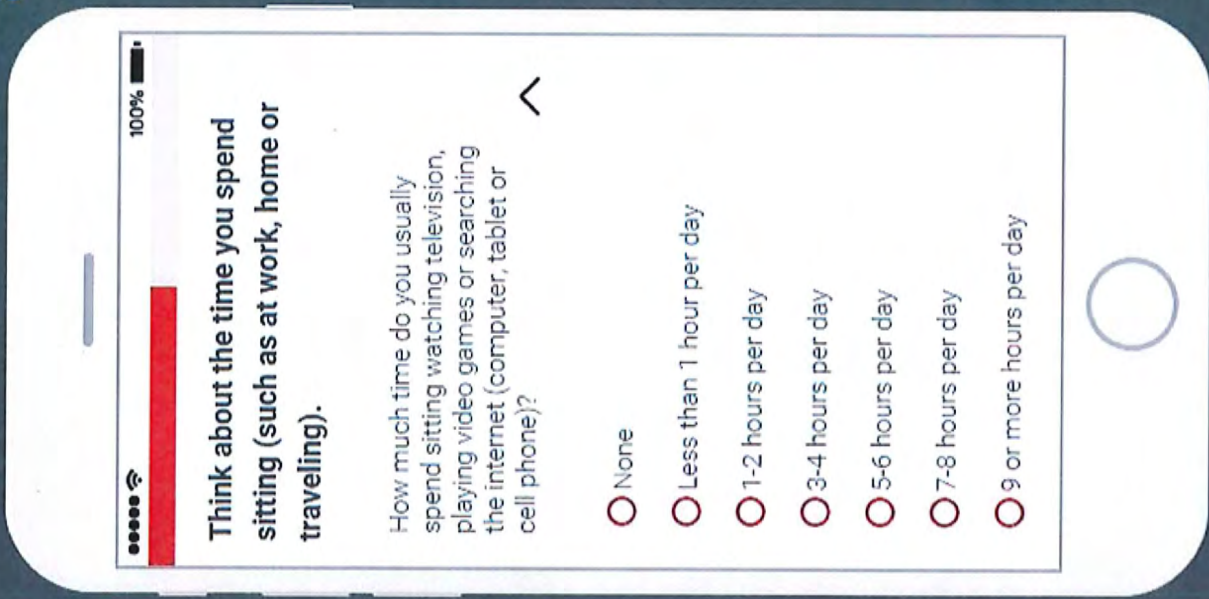 100%
Think about the time you spend
sitting (such as at work, home or
traveling).
How much time do you usually
spend sitting watching television,
playing video games or searching
the internet (computer, tablet or
cell phone)?
None
Less than 1 hour per day
1-2 hours per day
3-4 hours per day
5-6 hours per day
7-8 hours per day
9 or more hours per day